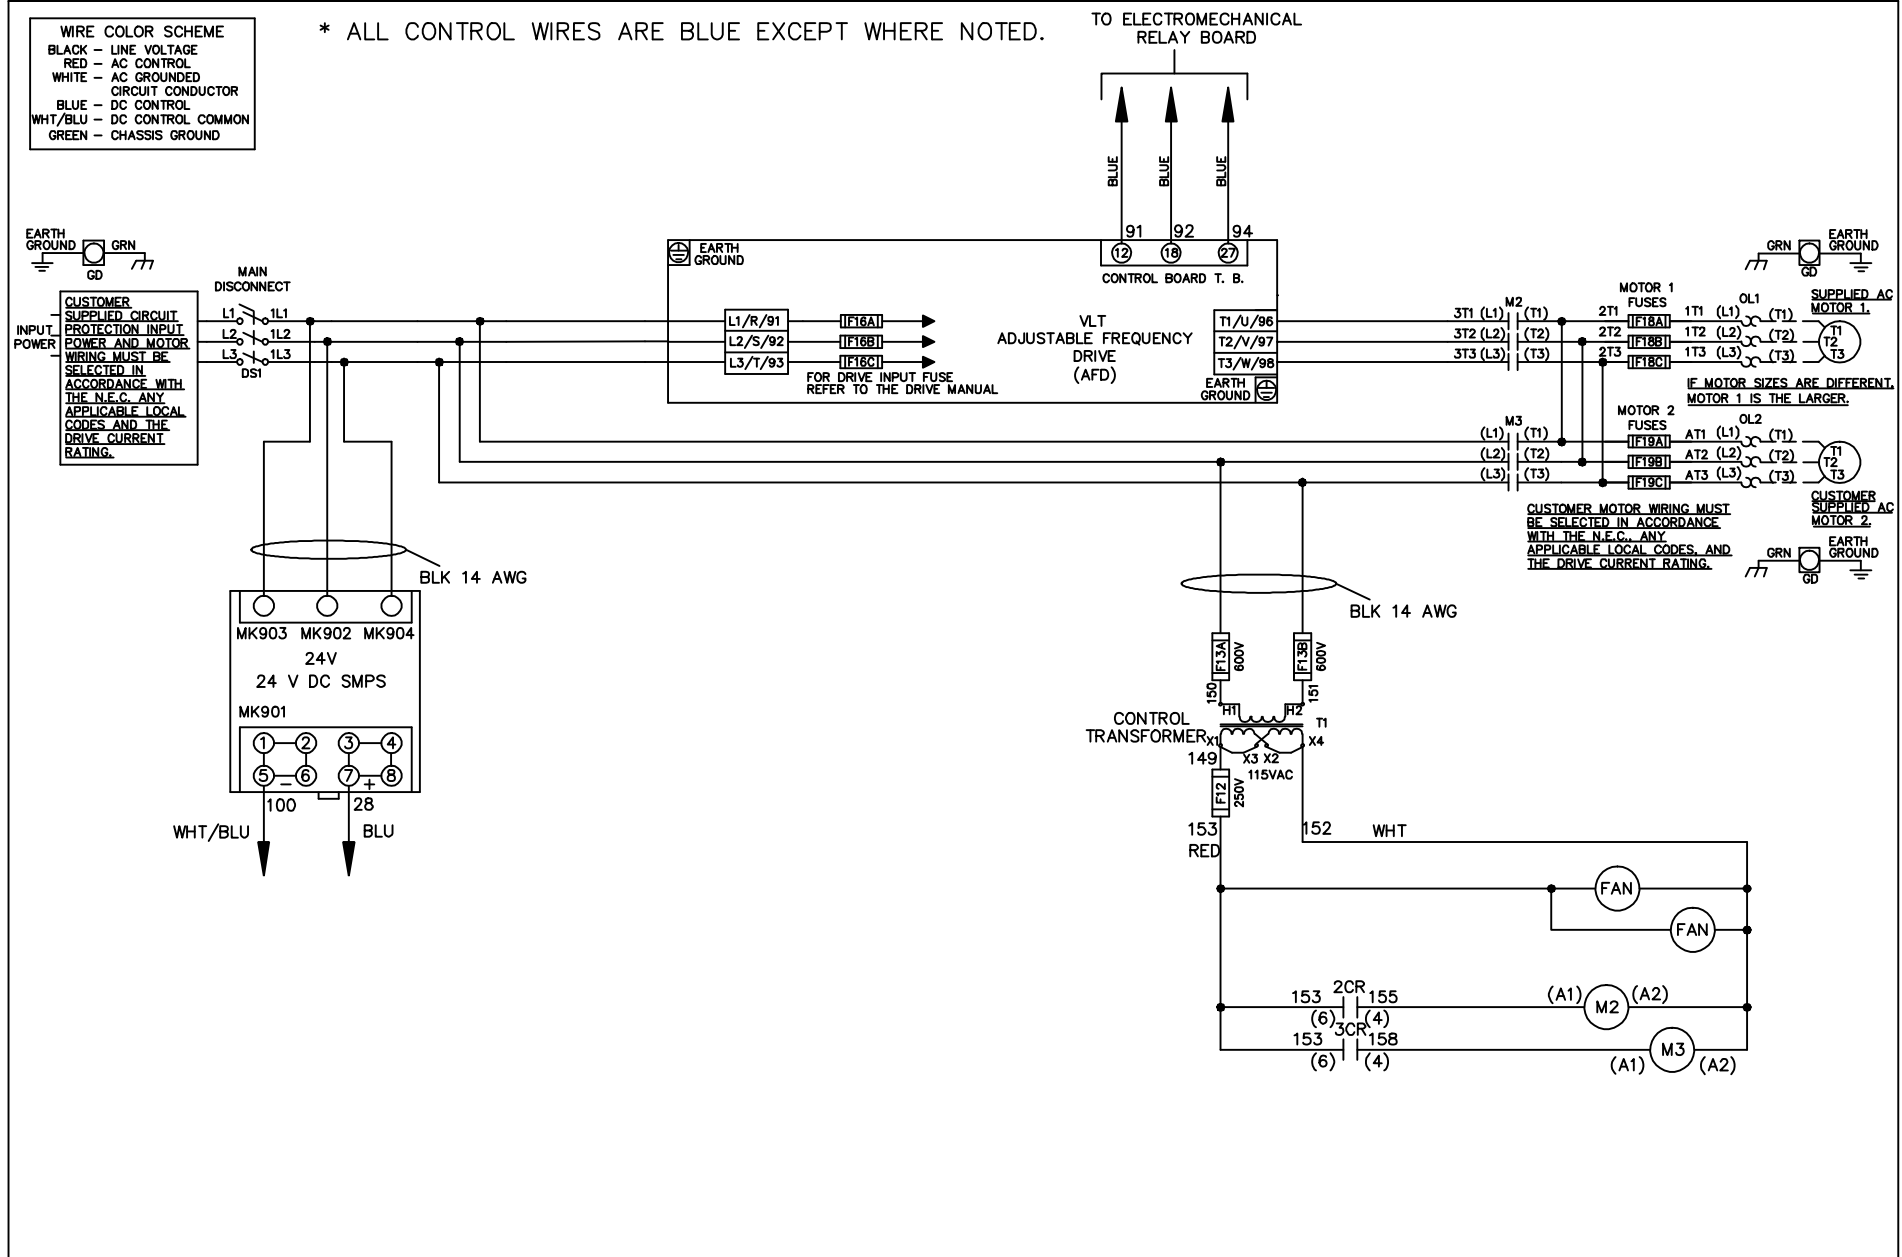 WIRE COLOR SCHEME
BLACK – LINE VOLTAGE
RED – AC CONTROL
WHITE – AC GROUNDED
CIRCUIT CONDUCTOR
BLUE – DC CONTROL
WHT/BLU – DC CONTROL COMMON
GREEN – CHASSIS GROUND
* ALL CONTROL WIRES ARE BLUE EXCEPT WHERE NOTED.
TO ELECTROMECHANICAL
RELAY BOARD
BLUE
BLUE
BLUE
91
92
94
12
18
27
CONTROL BOARD T. B.
EARTH
GROUND
GRN
GD
CUSTOMER
SUPPLIED CIRCUIT
PROTECTION INPUT
POWER AND MOTOR
WIRING MUST BE
SELECTED IN
ACCORDANCE WITH
THE N.E.C. ANY
APPLICABLE LOCAL
CODES AND THE
DRIVE CURRENT
RATING.
INPUT
POWER
MAIN
DISCONNECT
L1 1L1
L2 1L2
L3 1L3
DS1
EARTH
GROUND
L1/R/91
L2/S/92
L3/T/93
F16A
F16B
F16C
FOR DRIVE INPUT FUSE
REFER TO THE DRIVE MANUAL
VLT
ADJUSTABLE FREQUENCY
DRIVE
(AFD)
T1/U/96
T2/V/97
T3/W/98
EARTH
GROUND
M2
3T1 (L1) (T1)
3T2 (L2) (T2)
3T3 (L3) (T3)
MOTOR 1
FUSES
2T1 F18A 1T1 (L1) (T1)
2T2 F18B 1T2 (L2) (T2)
2T3 F18C 1T3 (L3) (T3)
OL1
GRN
GD
EARTH
GROUND
SUPPLIED AC
MOTOR 1.
T1
T2
T3
IF MOTOR SIZES ARE DIFFERENT,
MOTOR 1 IS THE LARGER.
M3
(L1) (T1)
(L2) (T2)
(L3) (T3)
MOTOR 2
FUSES
F19A AT1 (L1) (T1)
F19B AT2 (L2) (T2)
F19C AT3 (L3) (T3)
OL2
T1
T2
T3
CUSTOMER
SUPPLIED AC
MOTOR 2.
CUSTOMER MOTOR WIRING MUST
BE SELECTED IN ACCORDANCE
WITH THE N.E.C., ANY
APPLICABLE LOCAL CODES, AND
THE DRIVE CURRENT RATING.
GRN
GD
EARTH
GROUND
BLK 14 AWG
MK903 MK902 MK904
24V
24 V DC SMPS
MK901
1 2 3 4
5 6 7 8
– +
100 28
WHT/BLU BLU
BLK 14 AWG
F13A
600V
F13B
600V
150
151
H1 H2
T1
CONTROL
TRANSFORMER
X1 X4
X3 X2
115VAC
149
F12
250V
153
RED
152 WHT
FAN
FAN
2CR
153 155
(6) (4)
(A1) M2 (A2)
3CR
153 158
(6) (4)
(A1) M3 (A2)